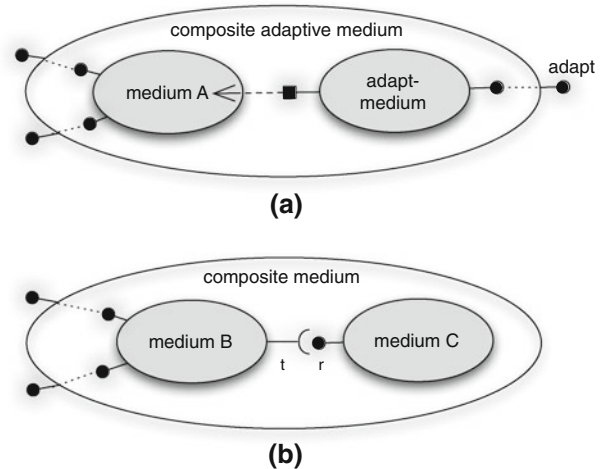 composite adaptive medium
medium A
adapt-
medium
adapt
(a)
composite medium
medium B
medium C
t
r
(b)